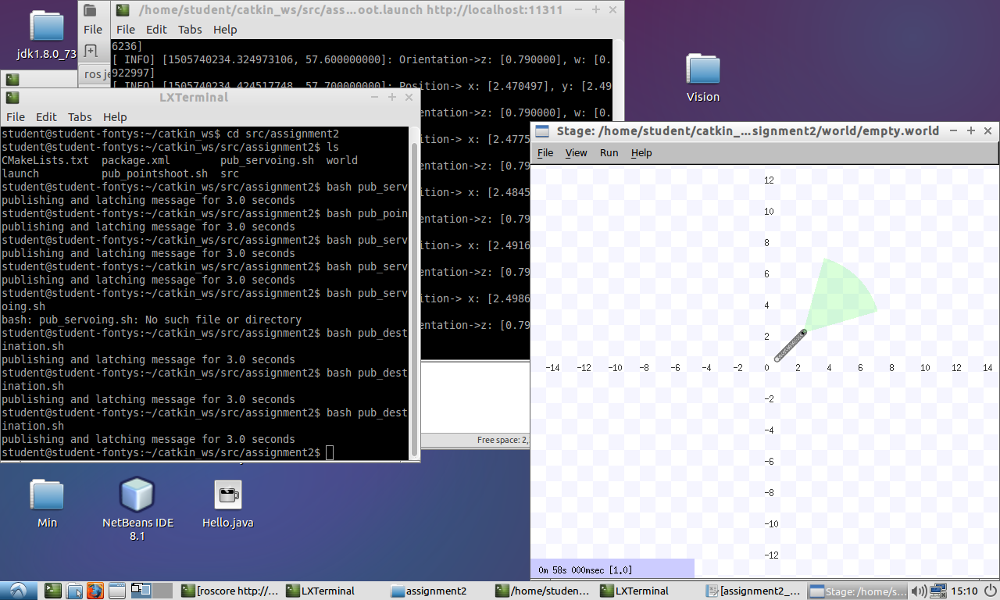 jdk1.8.0_73
File
ros je
/home/student/catkin_ws/src/ass...oot.launch http://localhost:11311
File Edit Tabs Help
6236]
[ INFO] [1505740234.324973106, 57.600000000]: Orientation->z: [0.790000], w: [0.
922997]
[ INFO] [1505740234.424517748, 57.700000000]: Position-> x: [2.470497], y: [2.49
entation->z: [0.790000], w: [0.
ition-> x: [2.4775
entation->z: [0.79
ition-> x: [2.4845
entation->z: [0.79
ition-> x: [2.4916
entation->z: [0.79
ition-> x: [2.4986
entation->z: [0.79
Free space: 2,
LXTerminal
File Edit Tabs Help
student@student-fontys:~/catkin_ws$ cd src/assignment2
student@student-fontys:~/catkin_ws/src/assignment2$ ls
CMakeLists.txt package.xml pub_servoing.sh world
launch pub_pointshoot.sh src
student@student-fontys:~/catkin_ws/src/assignment2$ bash pub_serv
publishing and latching message for 3.0 seconds
student@student-fontys:~/catkin_ws/src/assignment2$ bash pub_poin
publishing and latching message for 3.0 seconds
student@student-fontys:~/catkin_ws/src/assignment2$ bash pub_serv
publishing and latching message for 3.0 seconds
student@student-fontys:~/catkin_ws/src/assignment2$ bash pub_serv
publishing and latching message for 3.0 seconds
student@student-fontys:~/catkin_ws/src/assignment2$ bash pub_serv
oing.sh
bash: pub_servoing.sh: No such file or directory
student@student-fontys:~/catkin_ws/src/assignment2$ bash pub_dest
ination.sh
publishing and latching message for 3.0 seconds
student@student-fontys:~/catkin_ws/src/assignment2$ bash pub_dest
ination.sh
publishing and latching message for 3.0 seconds
student@student-fontys:~/catkin_ws/src/assignment2$ bash pub_dest
ination.sh
publishing and latching message for 3.0 seconds
student@student-fontys:~/catkin_ws/src/assignment2$
Vision
Stage: /home/student/catkin_...signment2/world/empty.world
File View Run Help
12
10
8
6
4
2
-14 -12 -10 -8 -6 -4 -2 0 2 4 6 8 10 12 14
-2
-4
-6
-8
-10
-12
0m 58s 000msec [1.0]
Min
NetBeans IDE
8.1
Hello.java
[roscore http://... LXTerminal assignment2 /home/studen... LXTerminal [assignment2_... Stage: /home/s... 15:10